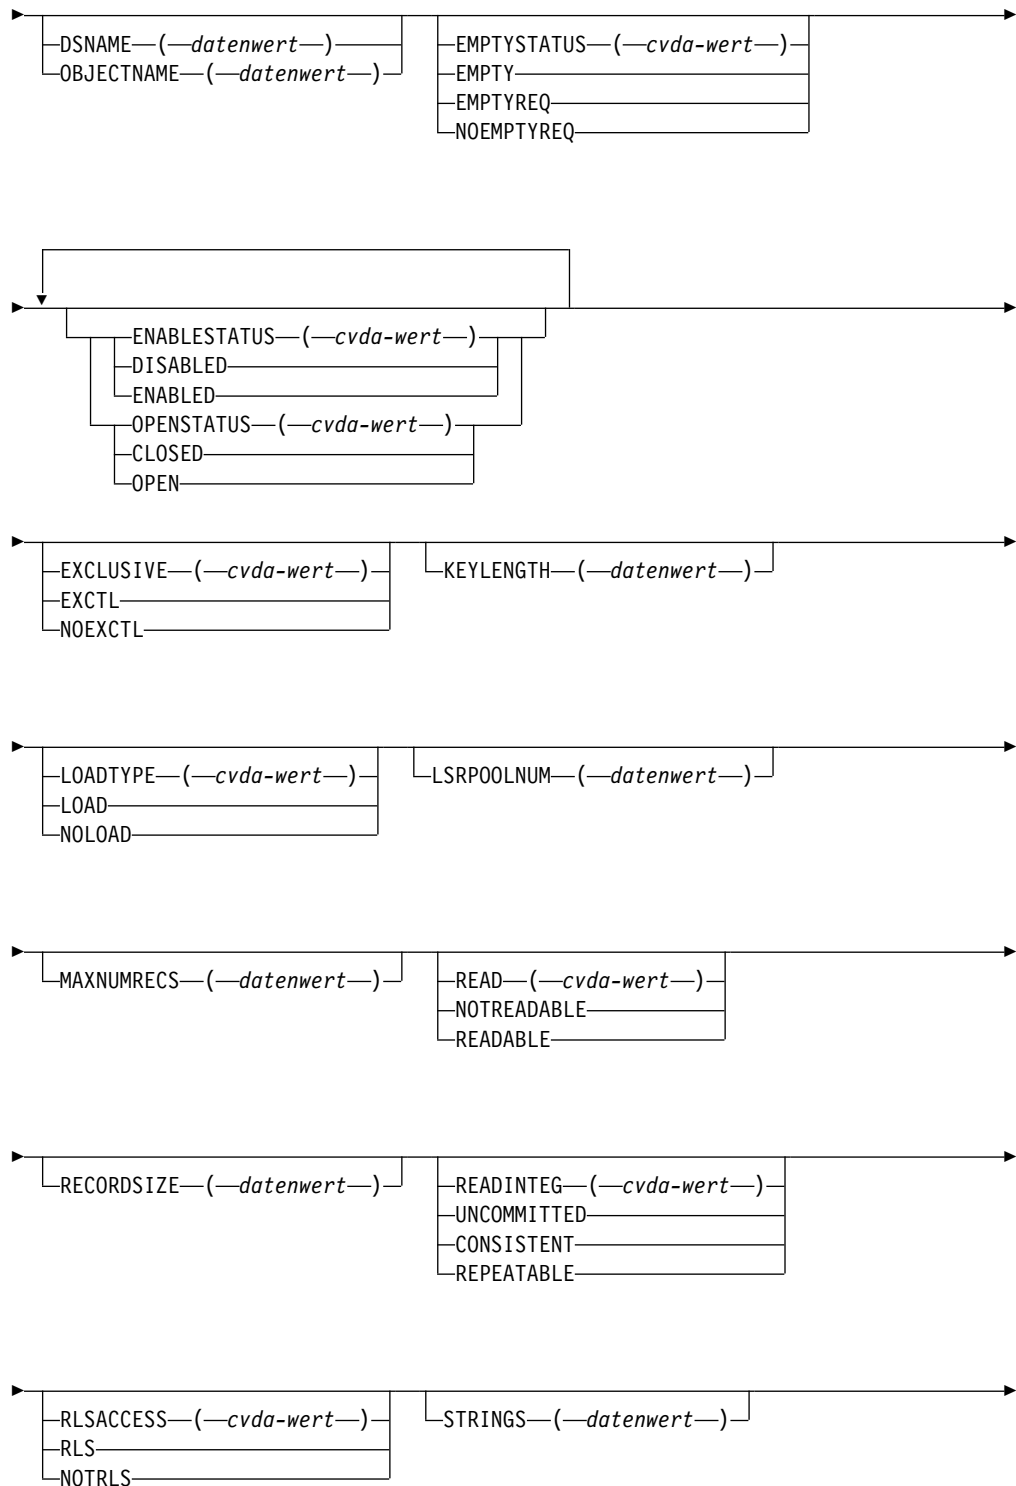 DSNAME ( datenwert ) EMPTYSTATUS ( cvda-wert )
OBJECTNAME ( datenwert ) EMPTY
EMPTYREQ
NOEMPTYREQ
ENABLESTATUS ( cvda-wert )
DISABLED
ENABLED
OPENSTATUS ( cvda-wert )
CLOSED
OPEN
EXCLUSIVE ( cvda-wert ) KEYLENGTH ( datenwert )
EXCTL
NOEXCTL
LOADTYPE ( cvda-wert ) LSRPOOLNUM ( datenwert )
LOAD
NOLOAD
MAXNUMRECS ( datenwert ) READ ( cvda-wert )
NOTREADABLE
READABLE
RECORDSIZE ( datenwert ) READINTEG ( cvda-wert )
UNCOMMITTED
CONSISTENT
REPEATABLE
RLSACCESS ( cvda-wert ) STRINGS ( datenwert )
RLS
NOTRLS